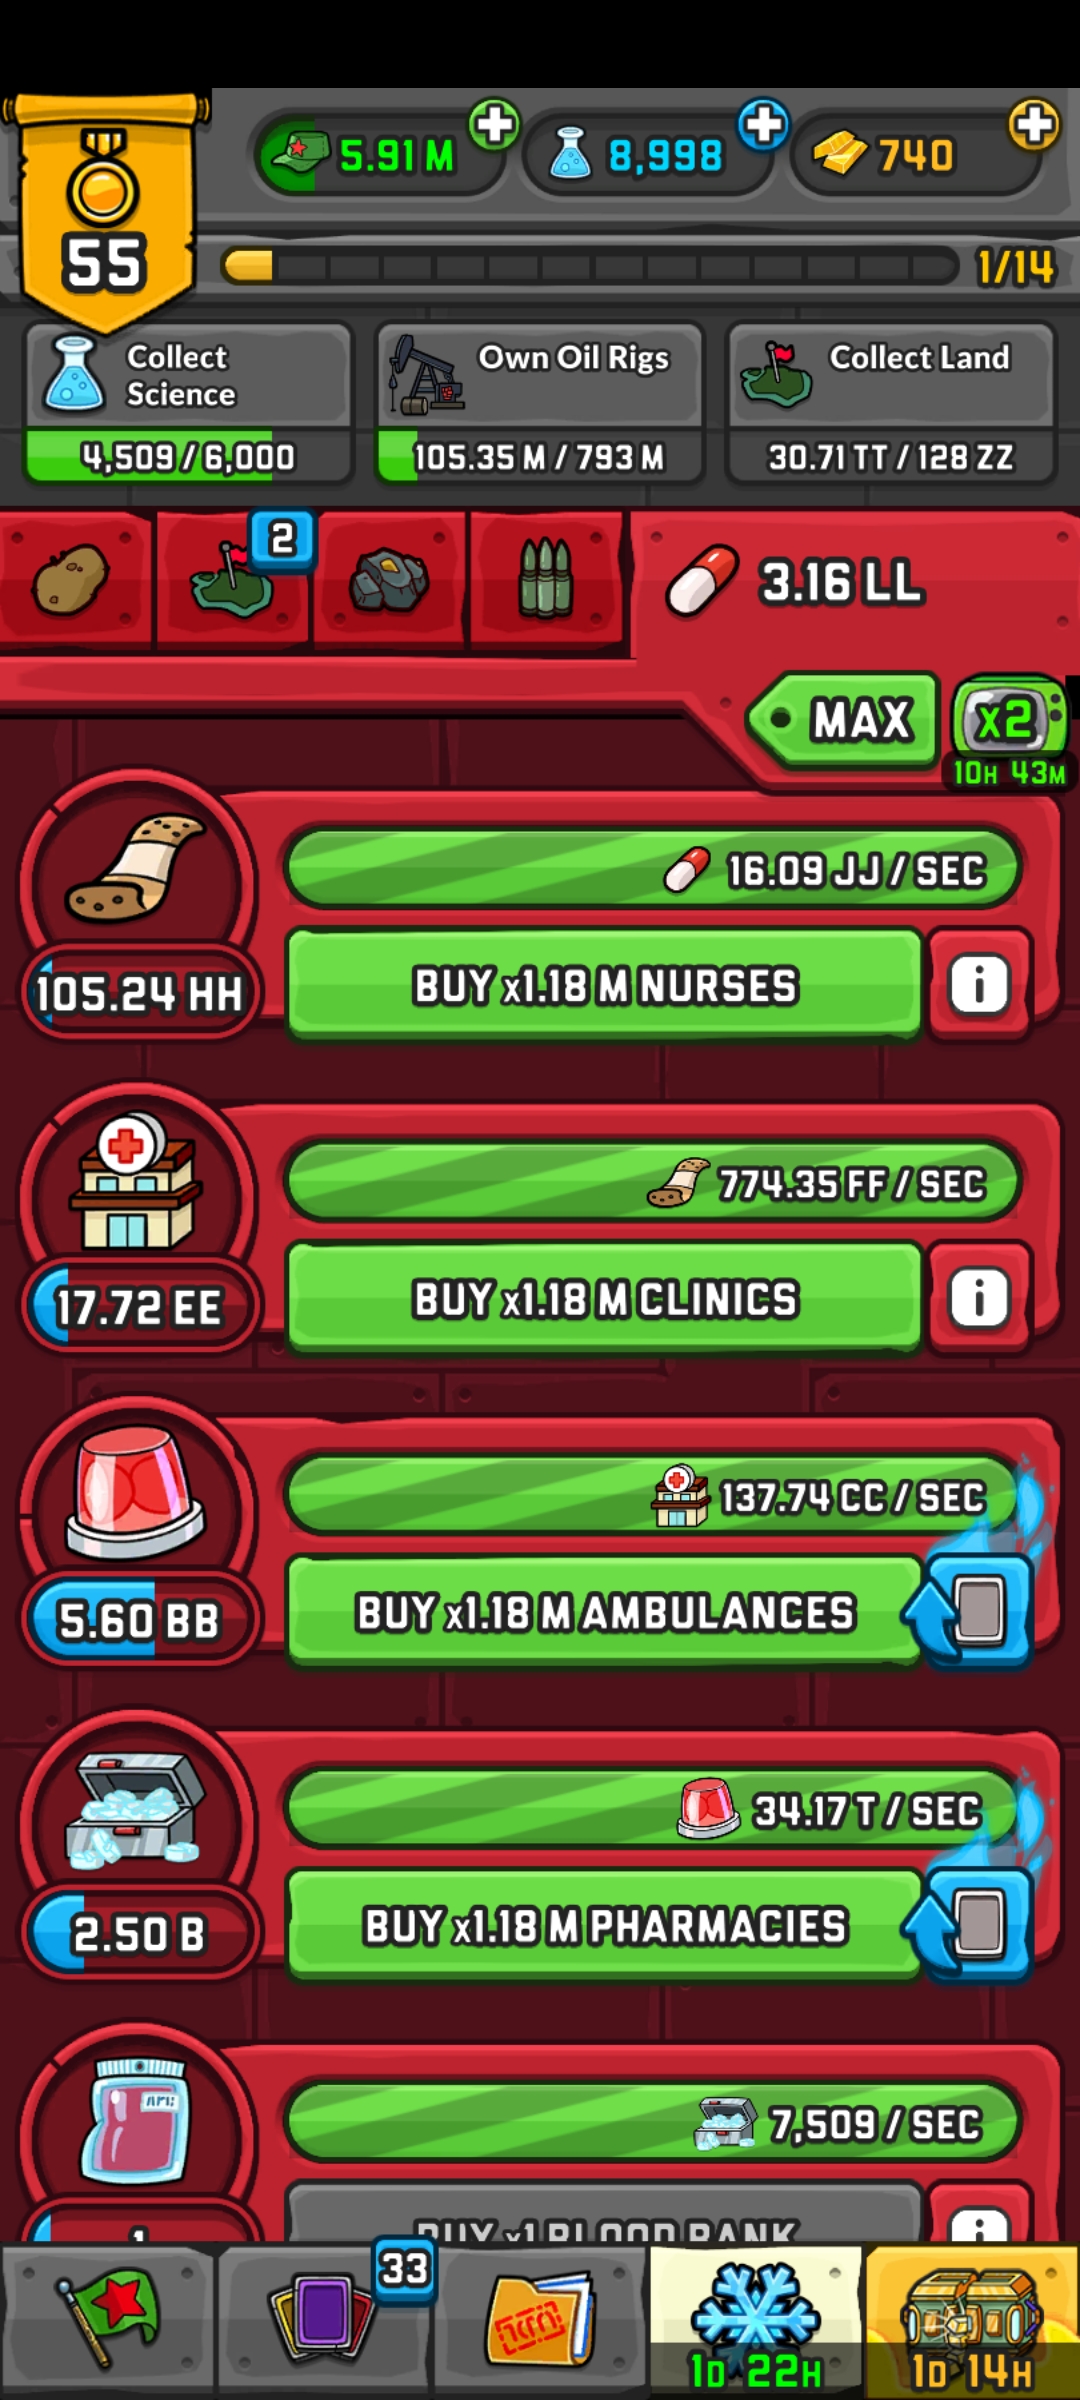 55
5.91 M
8,998
740
1/14
Collect
Science
4,509 / 6,000
Own Oil Rigs
105.35 M / 793 M
Collect Land
30.71 TT / 128 ZZ
2
3.16 LL
MAX
x2
10H 43M
16.09 JJ / SEC
105.24 HH
BUY x1.18 M NURSES
i
774.35 FF / SEC
17.72 EE
BUY x1.18 M CLINICS
i
137.74 CC / SEC
5.60 BB
BUY x1.18 M AMBULANCES
34.17 T / SEC
2.50 B
BUY x1.18 M PHARMACIES
7,509 / SEC
1
BUY x1 BLOOD BANK
i
33
1D 22H
1D 14H